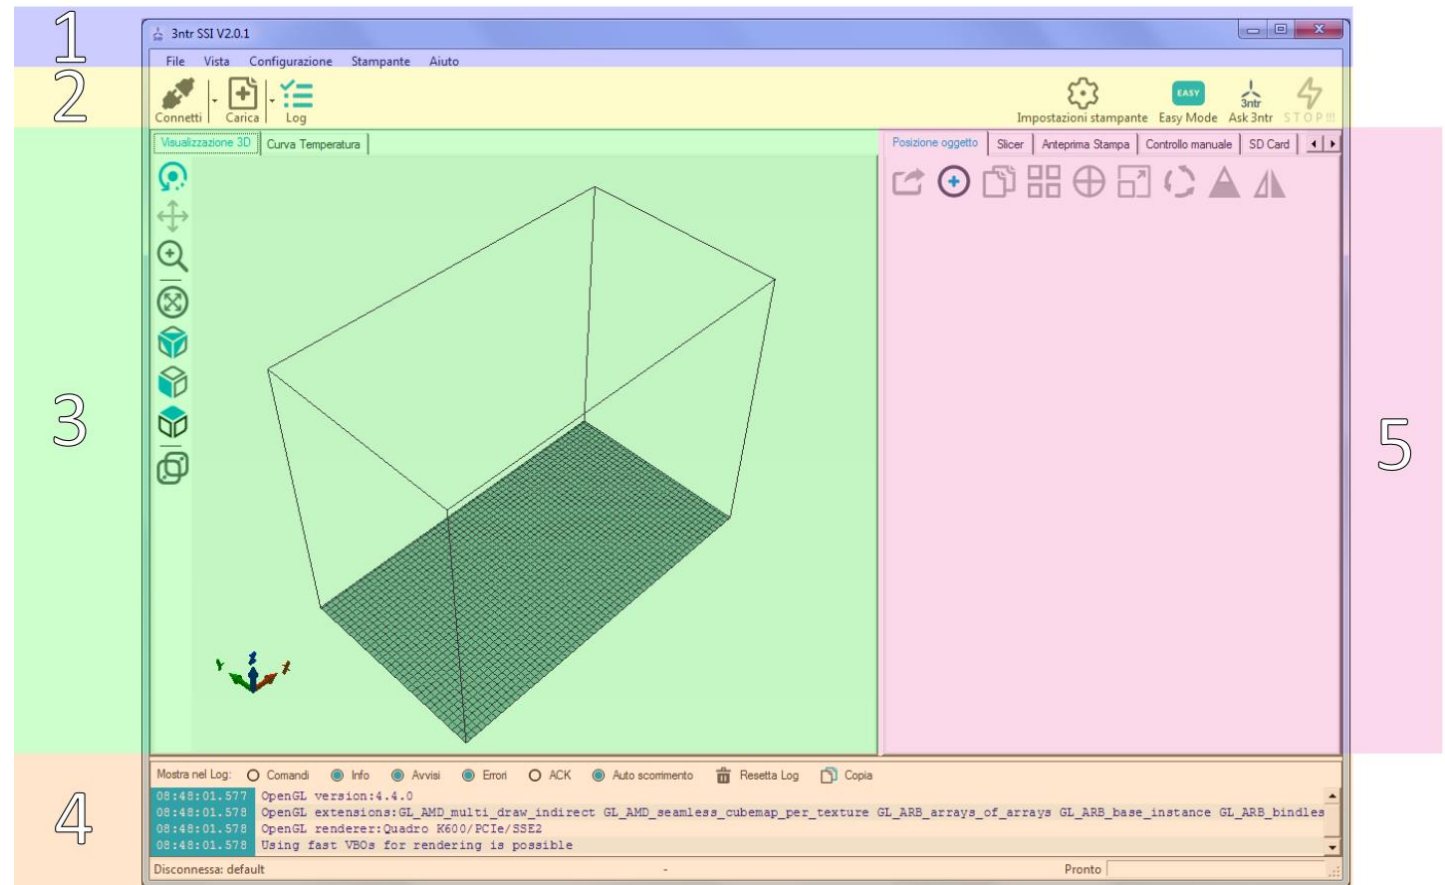 1
3ntr SSI V2.0.1
File Vista Configurazione Stampante Aiuto
2
Connetti Carica Log Impostazioni stampante EASY Easy Mode 3ntr Ask 3ntr STOP!!!
Visualizzazione 3D Curva Temperatura Posizione oggetto Slicer Anteprima Stampa Controllo manuale SD Card
3
5
Y Z X
4
Mostra nel Log: Comandi Info Avvisi Errori ACK Auto scorrimento Resetta Log Copia
08:48:01.577 OpenGL version:4.4.0
08:48:01.578 OpenGL extensions:GL_AMD_multi_draw_indirect GL_AMD_seamless_cubemap_per_texture GL_ARB_arrays_of_arrays GL_ARB_base_instance GL_ARB_bindles
08:48:01.578 OpenGL renderer:Quadro K600/PCIe/SSE2
08:48:01.578 Using fast VBOs for rendering is possible
Disconnessa: default - Pronto